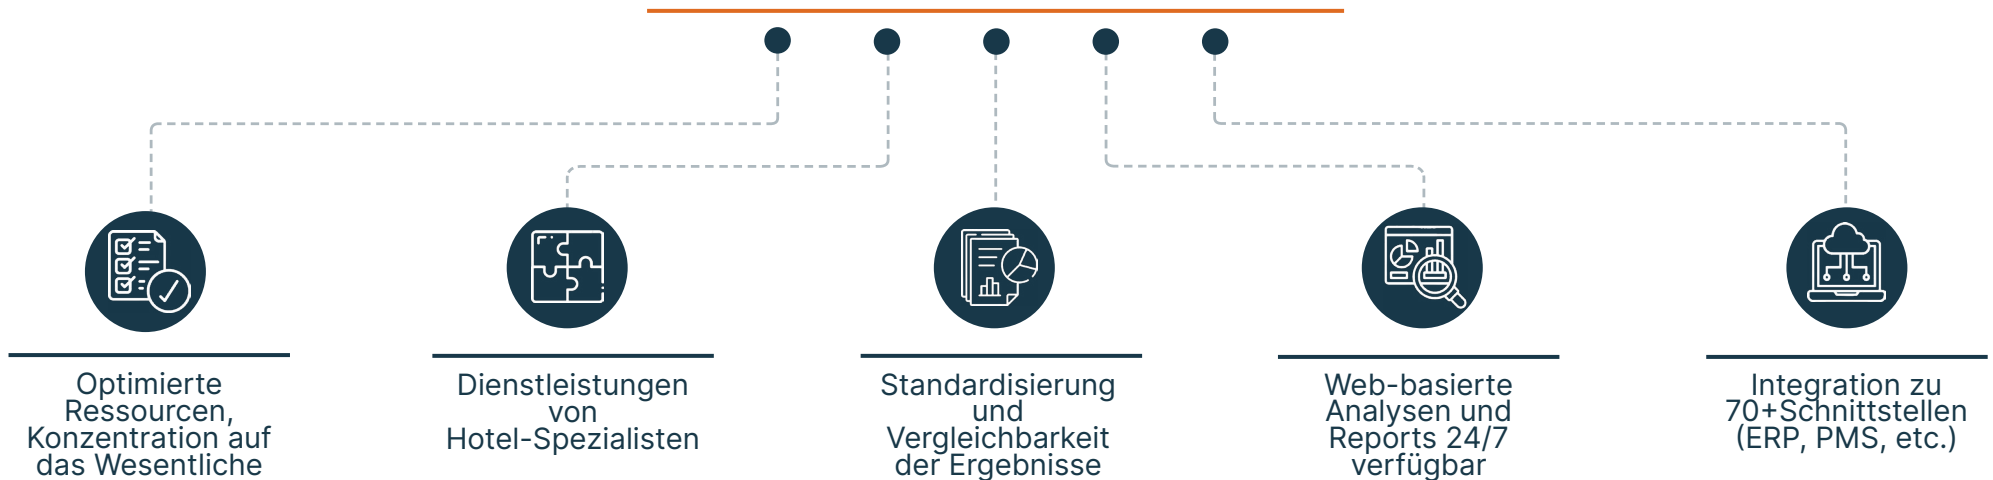 Optimierte
Ressourcen,
Konzentration auf
das Wesentliche
Dienstleistungen
von
Hotel-Spezialisten
Standardisierung
und
Vergleichbarkeit
der Ergebnisse
Web-basierte
Analysen und
Reports 24/7
verfügbar
Integration zu
70+Schnittstellen
(ERP, PMS, etc.)